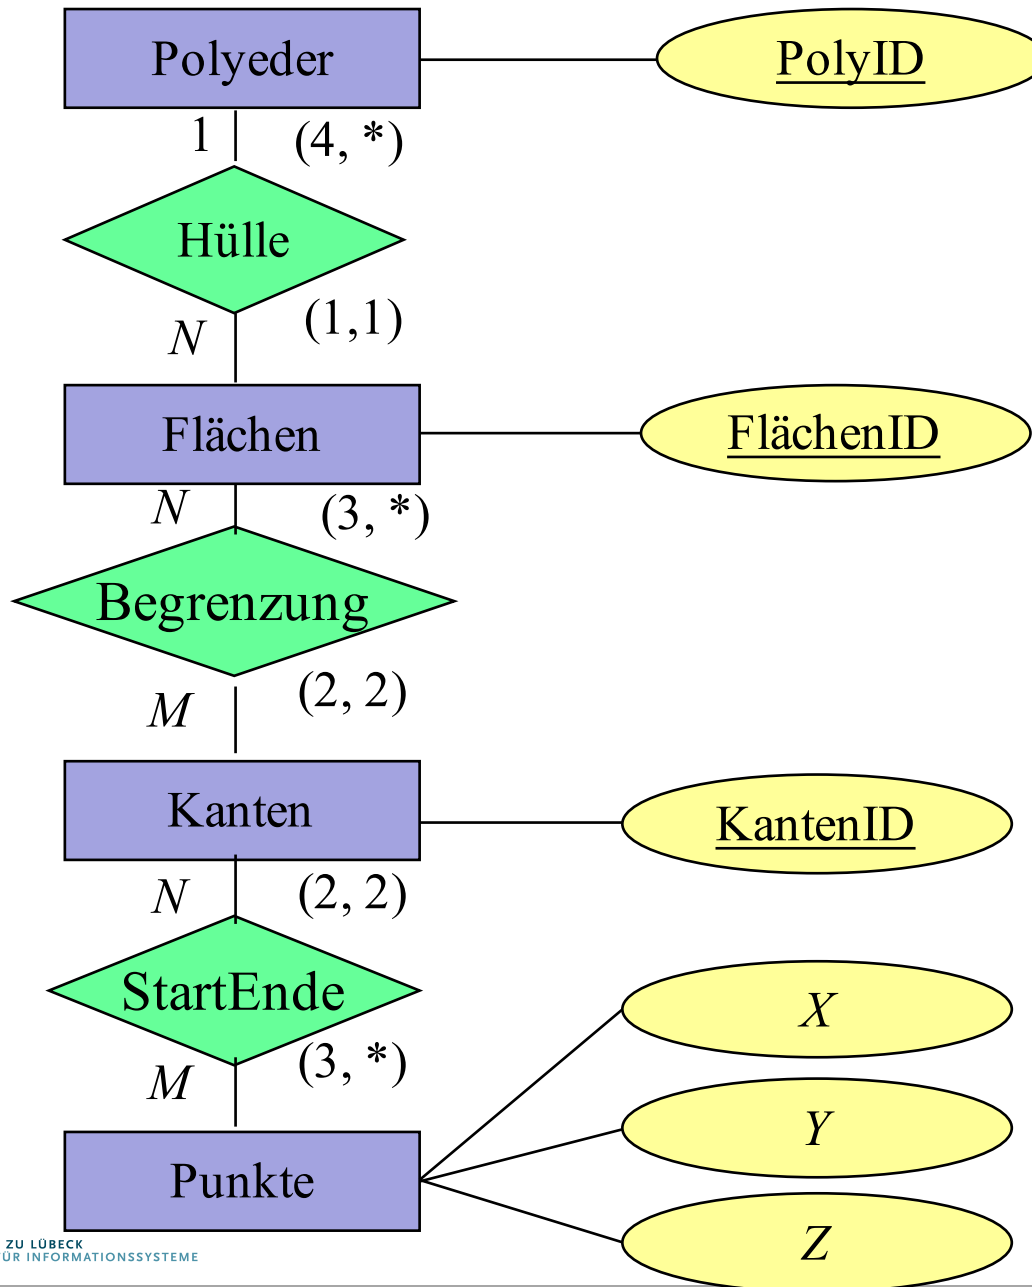 Polyeder
PolyID
1
(4, *)
Hülle
N
(1,1)
Flächen
FlächenID
N
(3, *)
Begrenzung
M
(2, 2)
Kanten
KantenID
N
(2, 2)
StartEnde
X
M
(3, *)
Y
Punkte
Z
ZU LÜBECK
ÜR INFORMATIONSSYSTEME